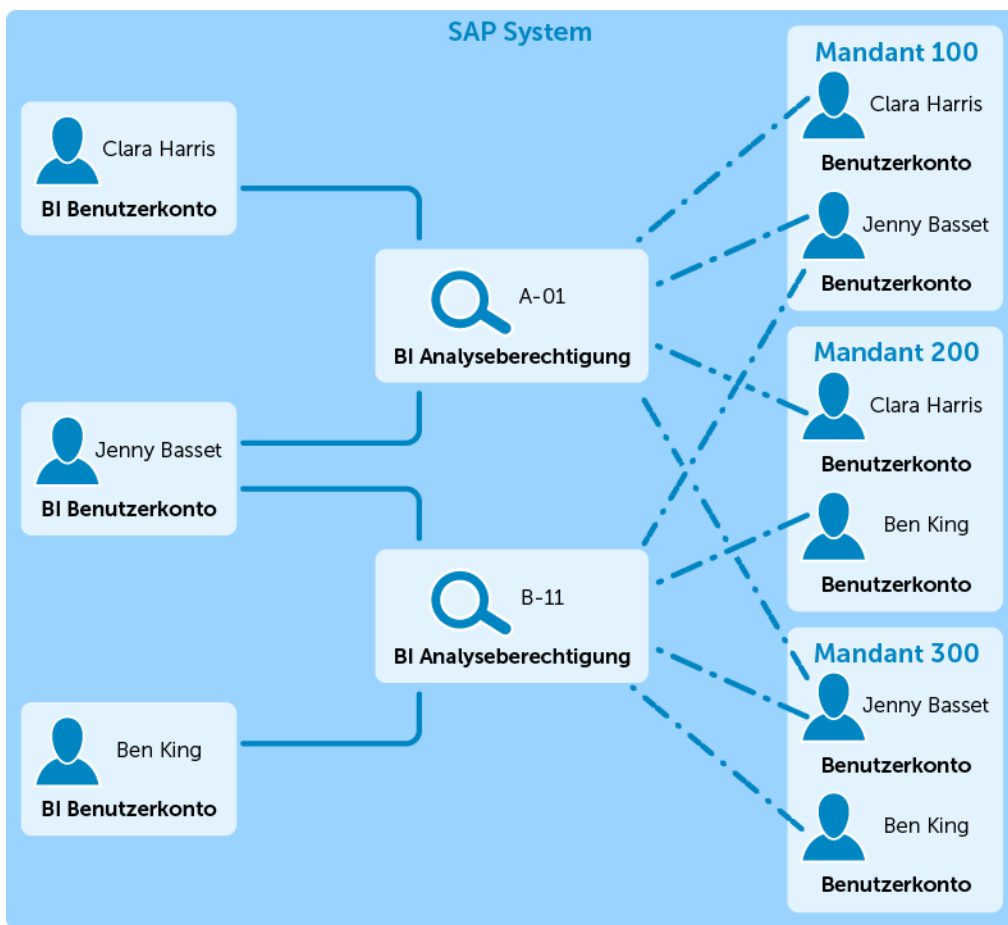 SAP System
Clara Harris
BI Benutzerkonto
Jenny Basset
BI Benutzerkonto
Ben King
BI Benutzerkonto
A-01
BI Analyseberechtigung
B-11
BI Analyseberechtigung
Mandant 100
Clara Harris
Benutzerkonto
Jenny Basset
Benutzerkonto
Mandant 200
Clara Harris
Benutzerkonto
Ben King
Benutzerkonto
Mandant 300
Jenny Basset
Benutzerkonto
Ben King
Benutzerkonto